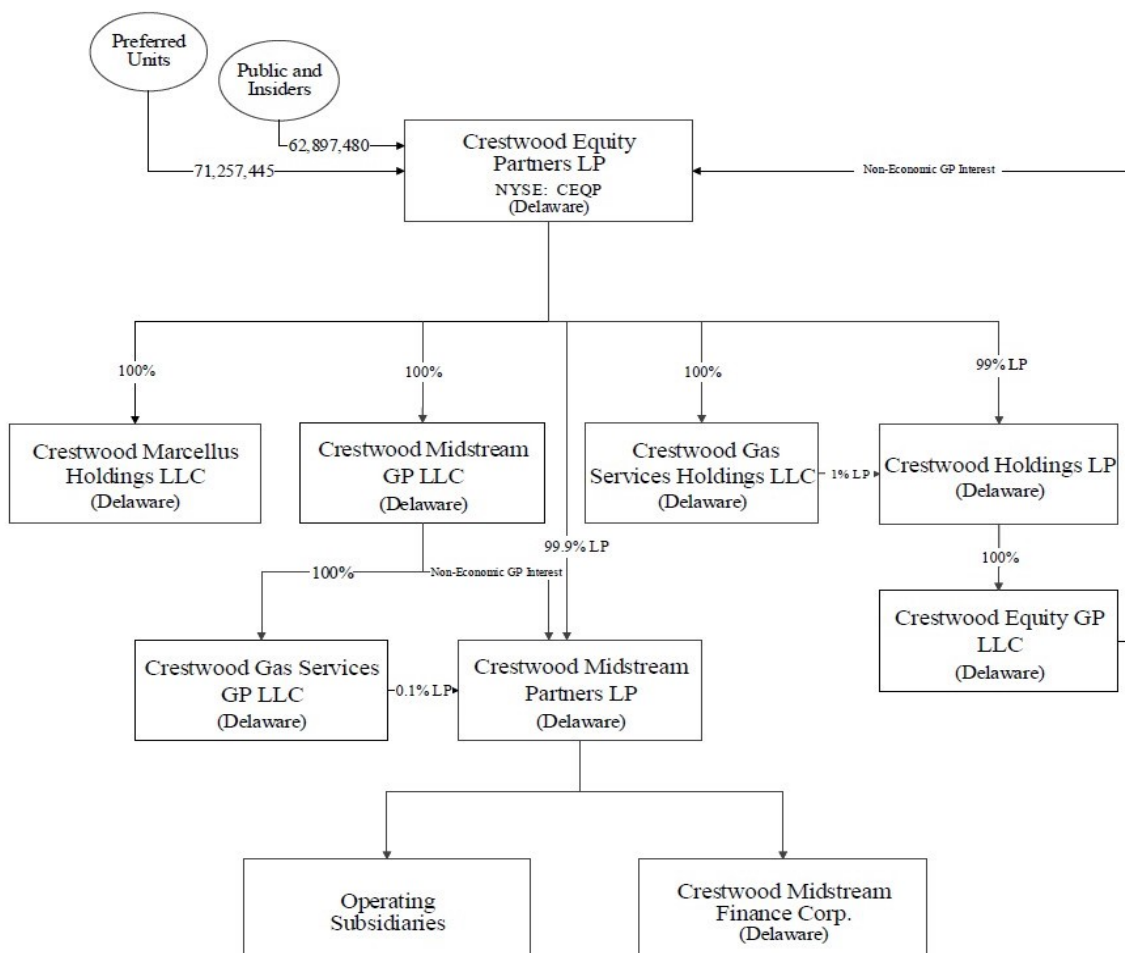 Preferred
Units
Public and
Insiders
62,897,480
71,257,445
Crestwood Equity
Partners LP
NYSE: CEQP
(Delaware)
Non-Economic GP Interest
100%
100%
100%
99% LP
Crestwood Marcellus
Holdings LLC
(Delaware)
Crestwood Midstream
GP LLC
(Delaware)
Crestwood Gas
Services Holdings LLC
(Delaware)
1% LP
Crestwood Holdings LP
(Delaware)
99.9% LP
100%
Non-Economic GP Interest
100%
Crestwood Gas Services
GP LLC
(Delaware)
0.1% LP
Crestwood Midstream
Partners LP
(Delaware)
Crestwood Equity GP
LLC
(Delaware)
Operating
Subsidiaries
Crestwood Midstream
Finance Corp.
(Delaware)